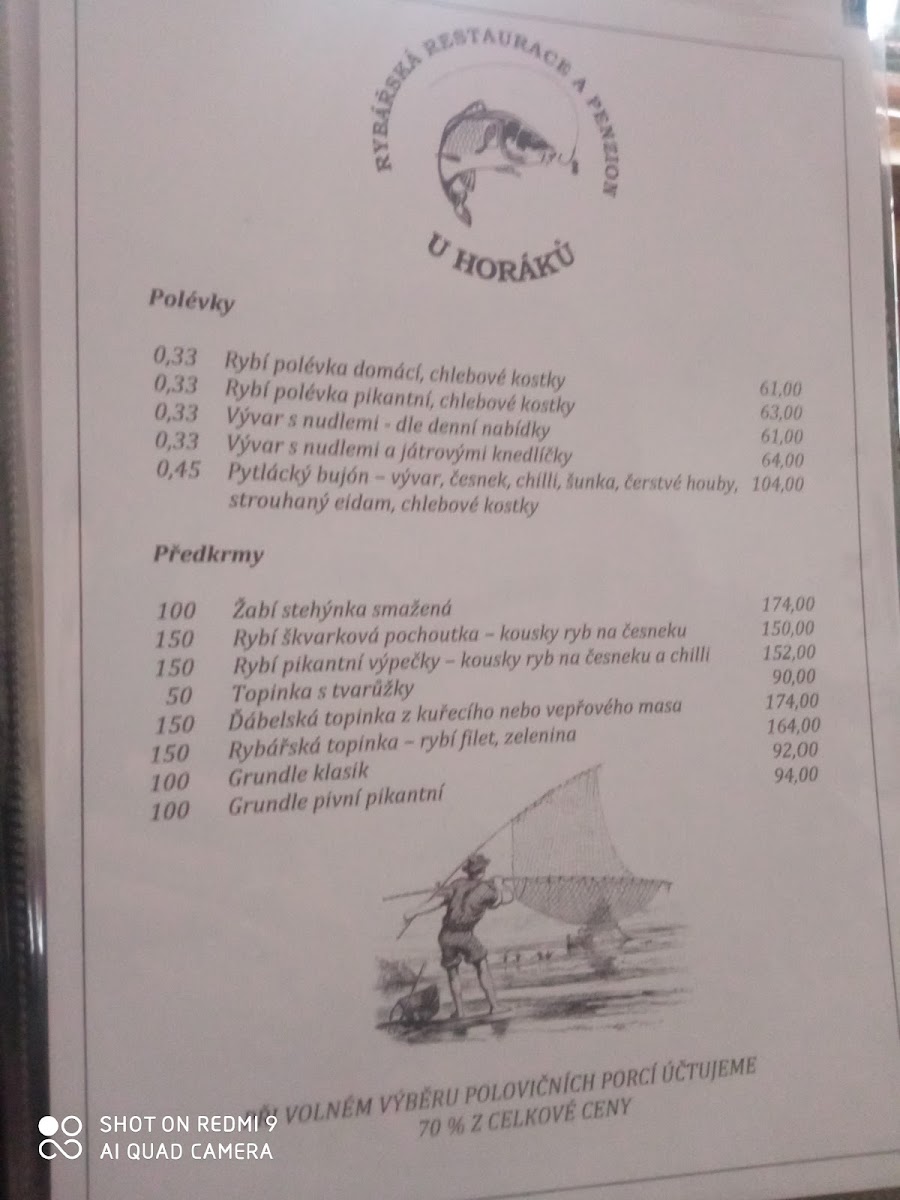 RYBÁŘSKÁ RESTAURACE A PENZION
U HORÁKŮ
Polévky
0,33 Rybí polévka domácí, chlebové kostky 61,00
0,33 Rybí polévka pikantní, chlebové kostky 63,00
0,33 Vývar s nudlemi - dle denní nabídky 61,00
0,33 Vývar s nudlemi a játrovými knedlíčky 64,00
0,45 Pytlácký bujón – vývar, česnek, chilli, šunka, čerstvé houby, 104,00
strouhaný eidam, chlebové kostky
Předkrmy
100 Žabí stehýnka smažená 174,00
150 Rybí škvarková pochoutka – kousky ryb na česneku 150,00
150 Rybí pikantní výpečky – kousky ryb na česneku a chilli 152,00
50 Topinka s tvarůžky 90,00
150 Ďábelská topinka z kuřecího nebo vepřového masa 174,00
150 Rybářská topinka – rybí filet, zelenina 164,00
100 Grundle klasik 92,00
100 Grundle pivní pikantní 94,00
VOLNÉM VÝBĚRU POLOVIČNÍCH PORCÍ ÚČTUJEME
70 % Z CELKOVÉ CENY
SHOT ON REDMI 9
AI QUAD CAMERA